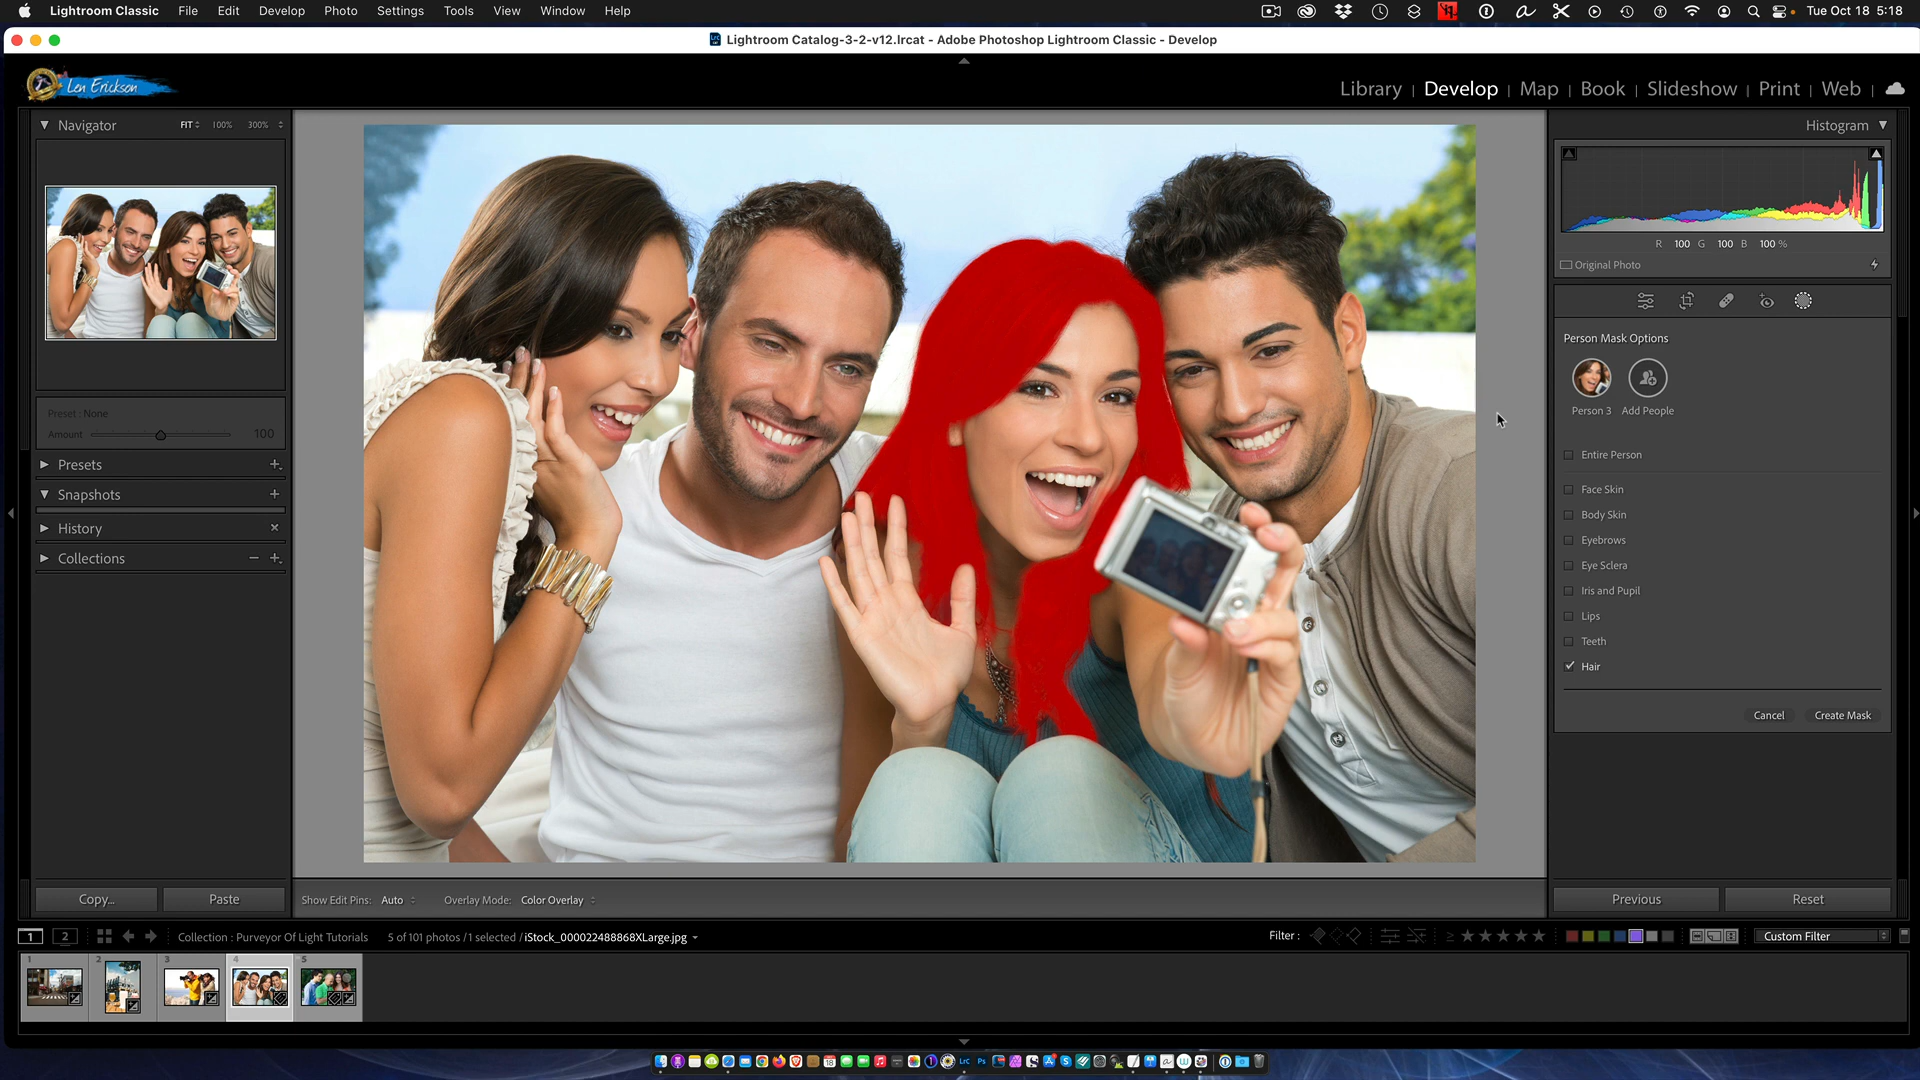 Lightroom Classic File Edit Develop Photo Settings Tools View Window Help Tue Oct 18 5:18
Lightroom Catalog-3-2-v12.lrcat - Adobe Photoshop Lightroom Classic - Develop
Len Erickson
Library | Develop | Map | Book | Slideshow | Print | Web |
Navigator FIT 100% 300%
Histogram
R 100 G 100 B 100 %
Original Photo
Person Mask Options
Person 3 Add People
Entire Person
Face Skin
Body Skin
Eyebrows
Eye Sclera
Iris and Pupil
Lips
Teeth
Hair
Cancel Create Mask
Preset : None
Amount 100
Presets
Snapshots
History
Collections
Copy... Paste
Show Edit Pins: Auto Overlay Mode: Color Overlay
Previous Reset
1 2 Collection : Purveyor Of Light Tutorials 5 of 101 photos /1 selected /iStock_000022488868XLarge.jpg
Filter : Custom Filter
1 2 3 4 5